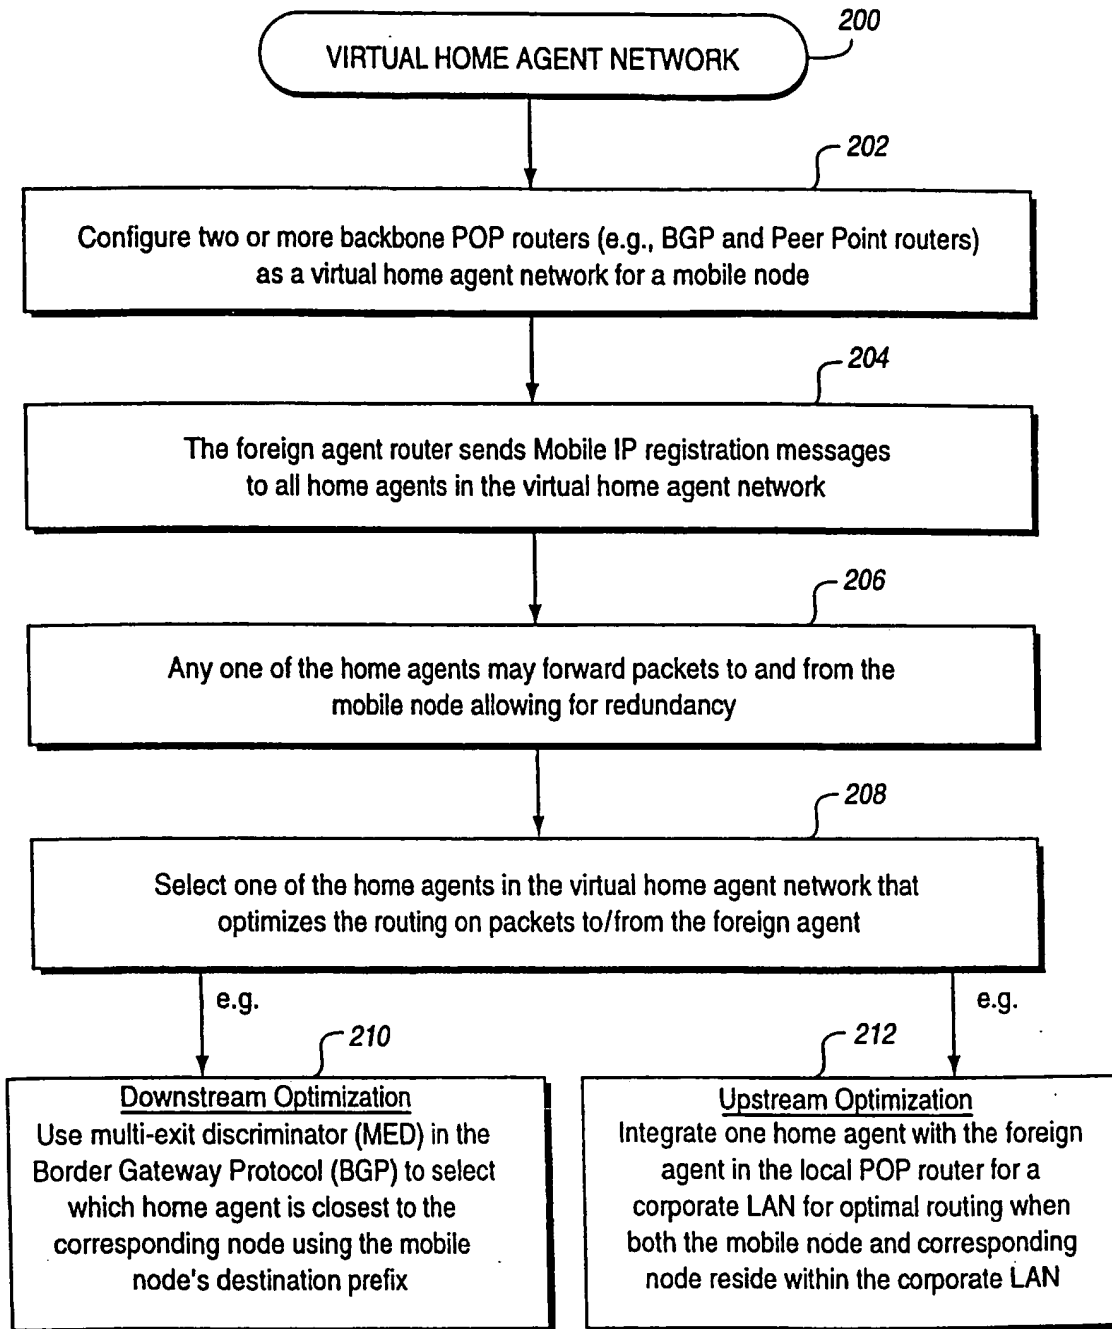 200
VIRTUAL HOME AGENT NETWORK
202
Configure two or more backbone POP routers (e.g., BGP and Peer Point routers)
as a virtual home agent network for a mobile node
204
The foreign agent router sends Mobile IP registration messages
to all home agents in the virtual home agent network
206
Any one of the home agents may forward packets to and from the
mobile node allowing for redundancy
208
Select one of the home agents in the virtual home agent network that
optimizes the routing on packets to/from the foreign agent
e.g.
e.g.
210
Downstream Optimization
Use multi-exit discriminator (MED) in the
Border Gateway Protocol (BGP) to select
which home agent is closest to the
corresponding node using the mobile
node's destination prefix
212
Upstream Optimization
Integrate one home agent with the foreign
agent in the local POP router for a
corporate LAN for optimal routing when
both the mobile node and corresponding
node reside within the corporate LAN